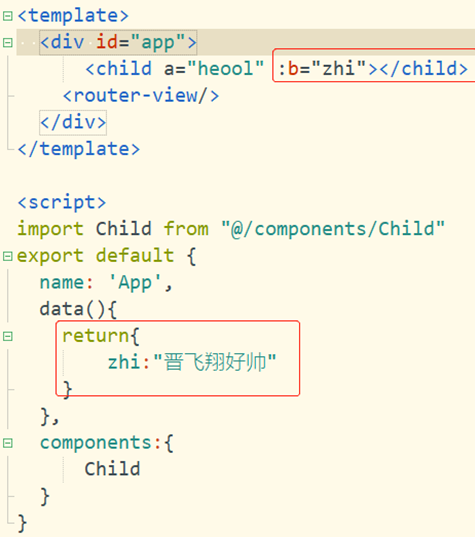 <template>
<div id="app">
<child a="heool" :b="zhi"></child>
<router-view/>
</div>
</template>
<script>
import Child from "@/components/Child"
export default {
name: 'App',
data(){
return{
zhi:"晋飞翔好帅"
}
},
components:{
Child
}
}